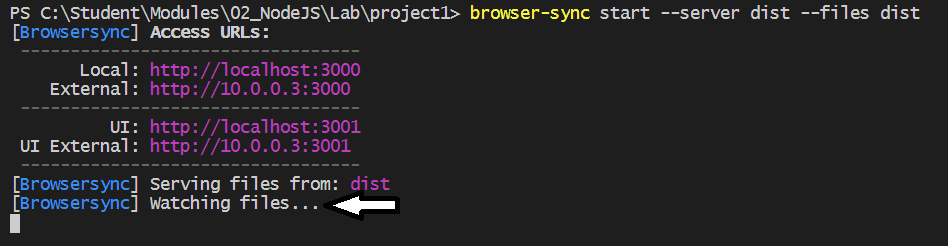 PS C:\Student\Modules\02_NodeJS\Lab\project1> browser-sync start --server dist --files dist
[Browsersync] Access URLs:
-----------------------------------
Local: http://localhost:3000
External: http://10.0.0.3:3000
-----------------------------------
UI: http://localhost:3001
UI External: http://10.0.0.3:3001
-----------------------------------
[Browsersync] Serving files from: dist
[Browsersync] Watching files...